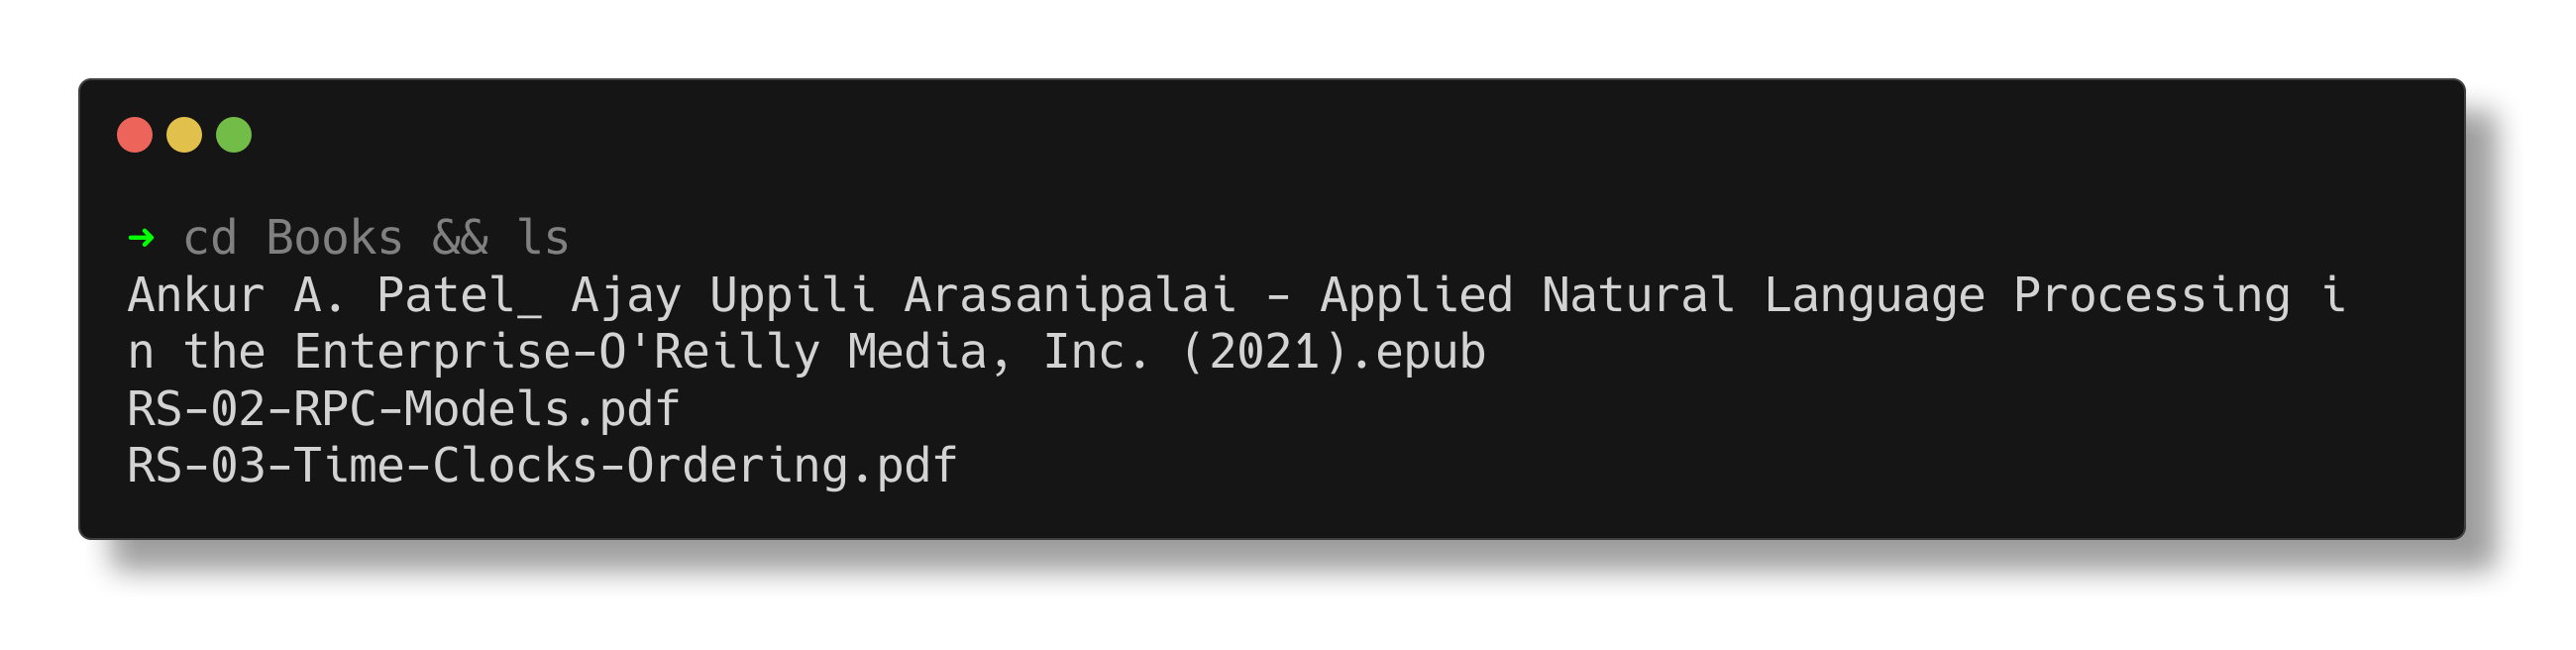 ➜ cd Books && ls
Ankur A. Patel_ Ajay Uppili Arasanipalai - Applied Natural Language Processing i
n the Enterprise-O'Reilly Media, Inc. (2021).epub
RS-02-RPC-Models.pdf
RS-03-Time-Clocks-Ordering.pdf